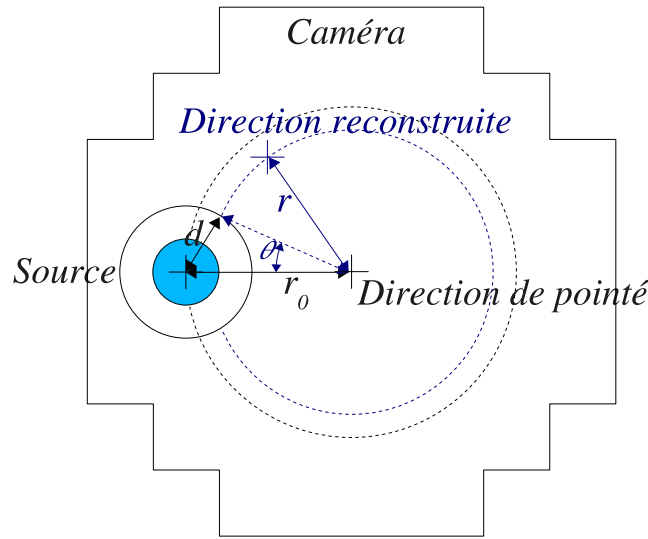 Caméra
Direction reconstruite
r
d
θ
Source
r₀
Direction de pointé